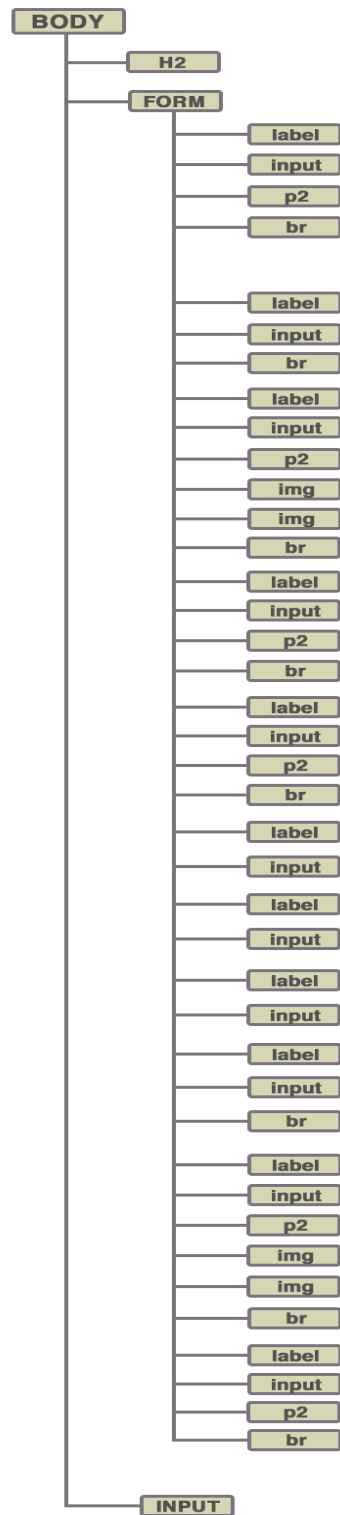 BODY
H2
FORM
label
input
p2
br
label
input
br
label
input
p2
img
img
br
label
input
p2
br
label
input
p2
br
label
input
label
input
label
input
label
input
br
label
input
p2
img
img
br
label
input
p2
br
INPUT